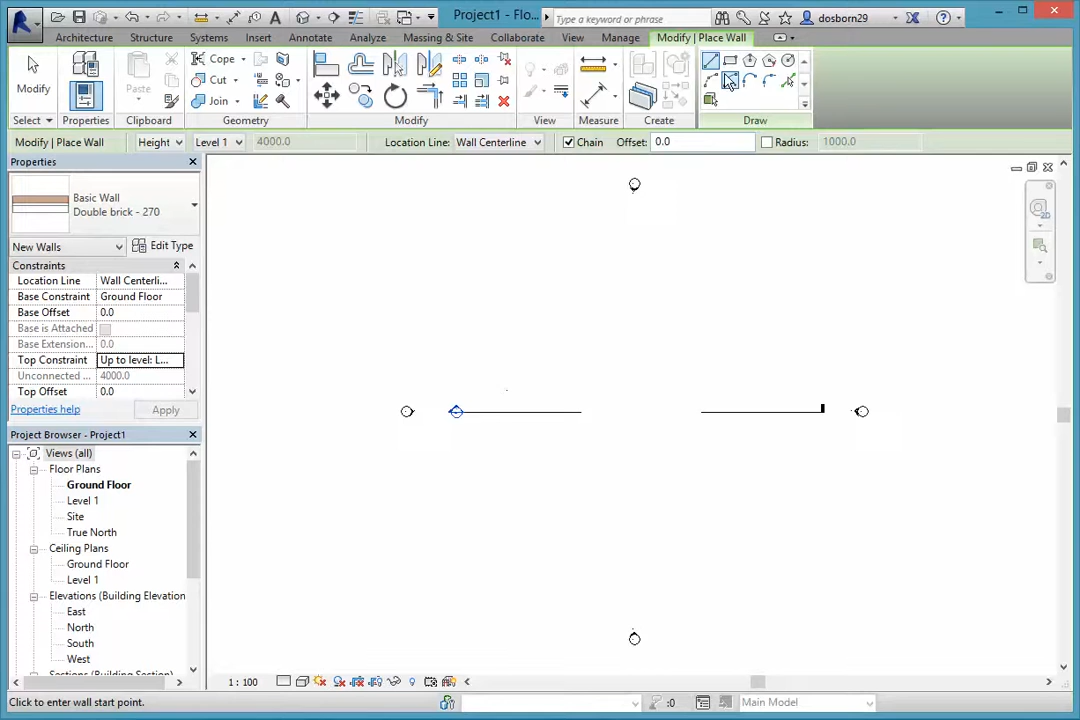 Project1 - Flo...
Type a keyword or phrase
dosborn29
Architecture Structure Systems Insert Annotate Analyze Massing & Site Collaborate View Manage Modify | Place Wall
Modify
Paste
Cope
Cut
Join
Select Properties Clipboard Geometry Modify View Measure Create Draw
Modify | Place Wall Height Level 1 4000.0 Location Line: Wall Centerline Chain Offset: 0.0 Radius: 1000.0
Properties
Basic Wall
Double brick - 270
New Walls Edit Type
Constraints
Location Line Wall Centerli...
Base Constraint Ground Floor
Base Offset 0.0
Base is Attached
Base Extension... 0.0
Top Constraint Up to level: L...
Unconnected ... 4000.0
Top Offset 0.0
Properties help Apply
Project Browser - Project1
Views (all)
Floor Plans
Ground Floor
Level 1
Site
True North
Ceiling Plans
Ground Floor
Level 1
Elevations (Building Elevation
East
North
South
West
Sections (Building Section)
2D
1 : 100
Click to enter wall start point.
:0
Main Model